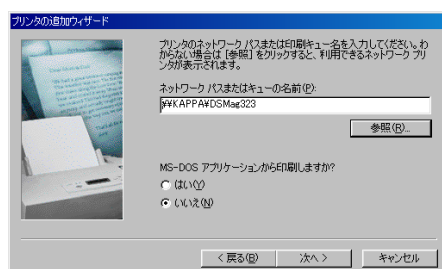 プリンタの追加ウィザード
プリンタのネットワーク パスまたは印刷キュー名を入力してください。わ
からない場合は [参照] をクリックすると、利用できるネットワーク プリ
ンタが表示されます。
ネットワーク パスまたはキューの名前(P):
¥¥KAPPA¥DSMag323
参照(R)...
MS-DOS アプリケーションから印刷しますか?
はい(Y)
いいえ(N)
< 戻る(B)
次へ >
キャンセル